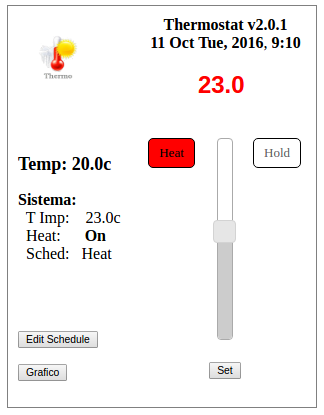 Thermostat v2.0.1
11 Oct Tue, 2016, 9:10
Thermo
23.0
Heat
Hold
Temp: 20.0c
Sistema:
T Imp: 23.0c
Heat: On
Sched: Heat
Edit Schedule
Grafico
Set